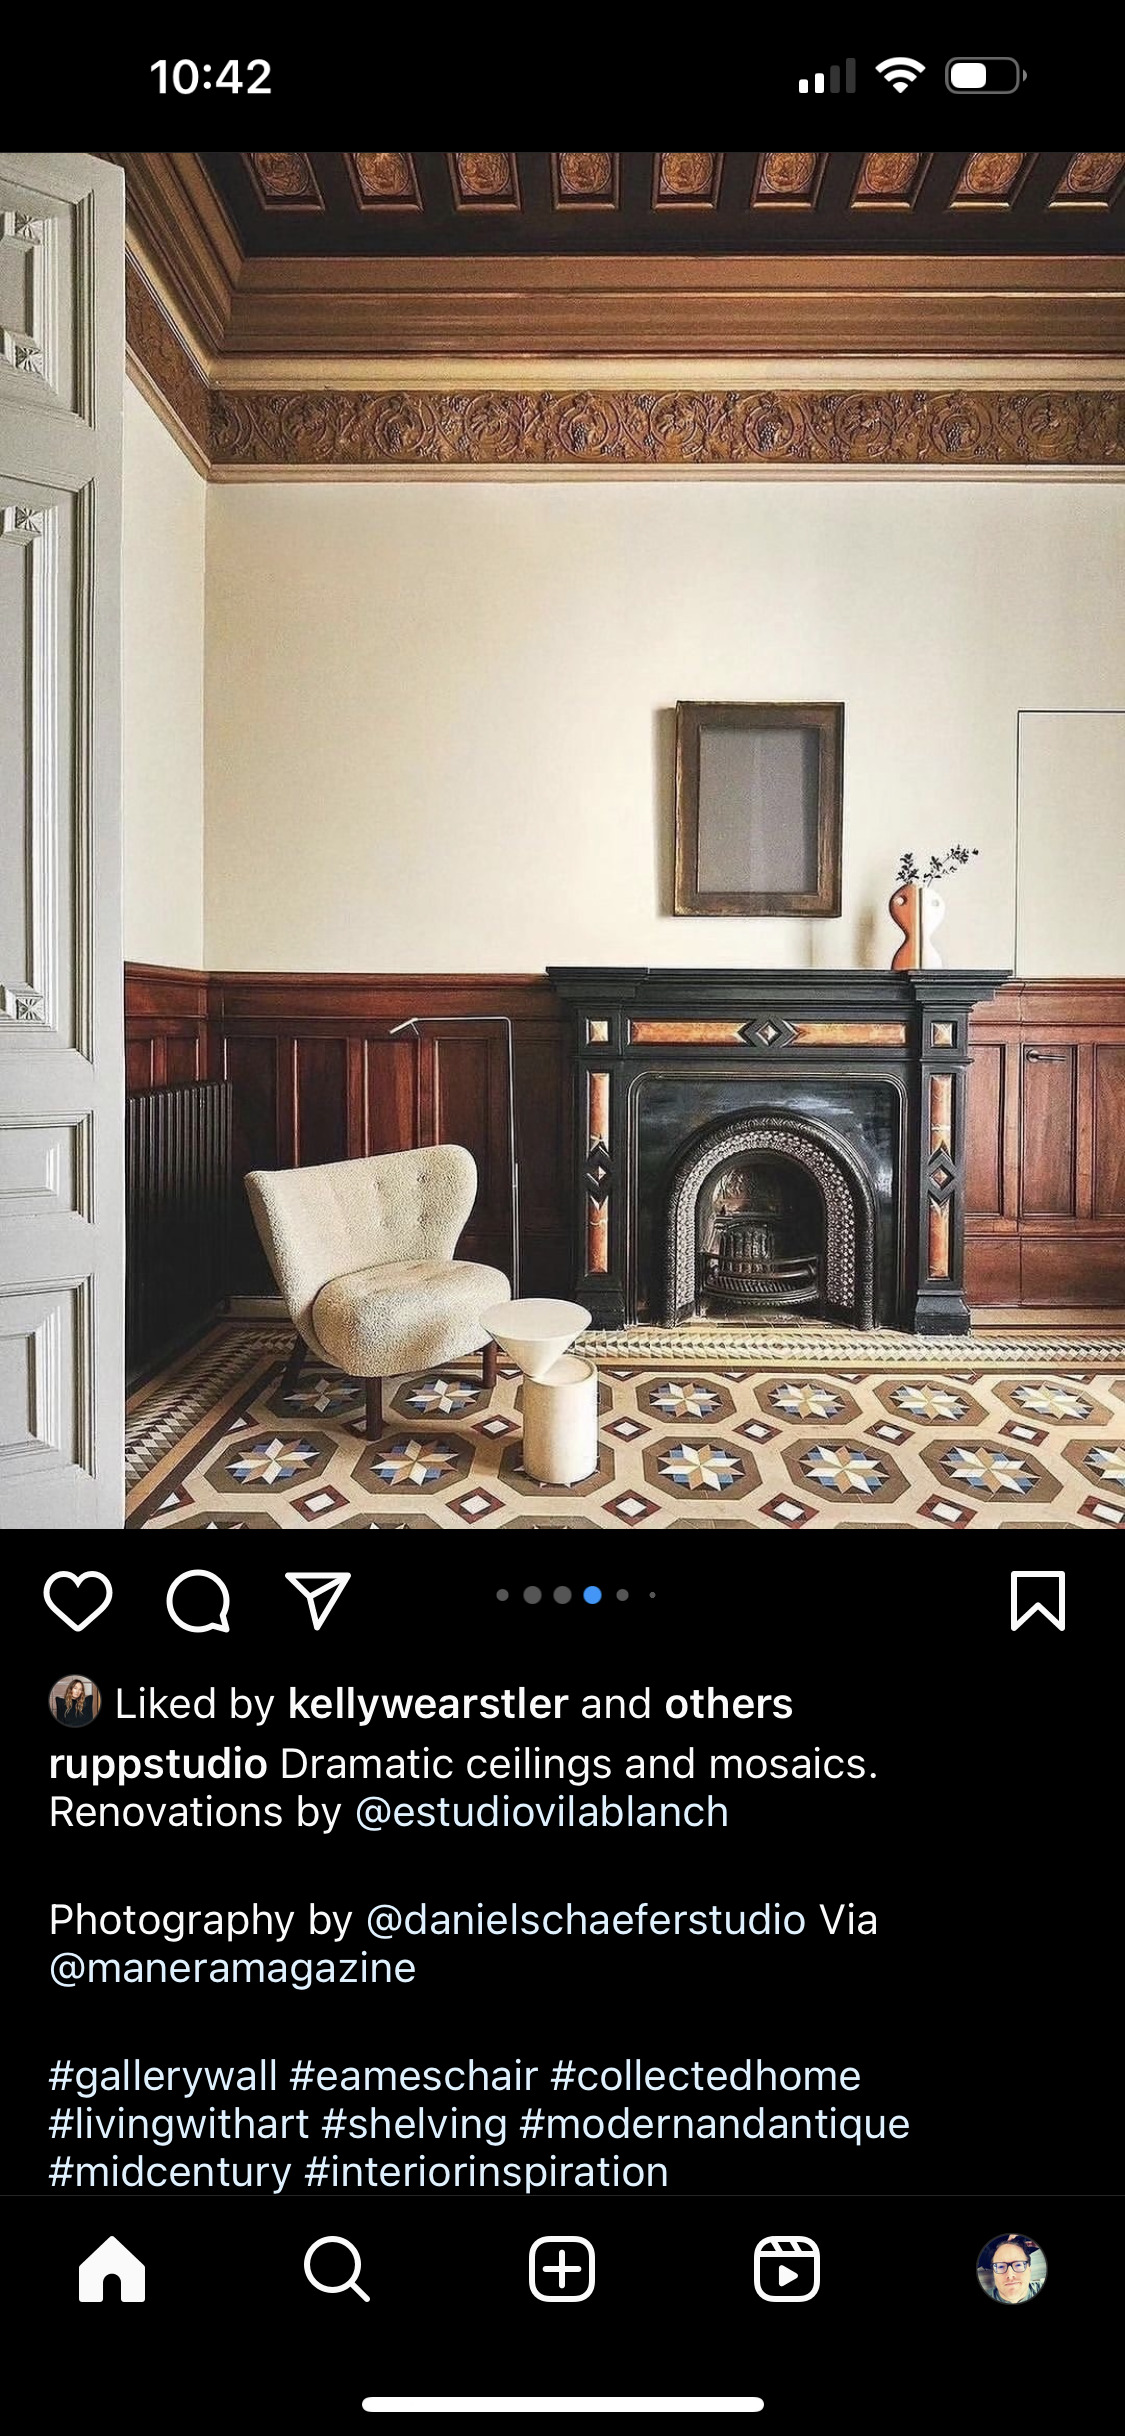 10:42
Liked by kellywearstler and others
ruppstudio Dramatic ceilings and mosaics.
Renovations by @estudiovilablanch
Photography by @danielschaeferstudio Via
@maneramagazine
#gallerywall #eameschair #collectedhome
#livingwithart #shelving #modernandantique
#midcentury #interiorinspiration